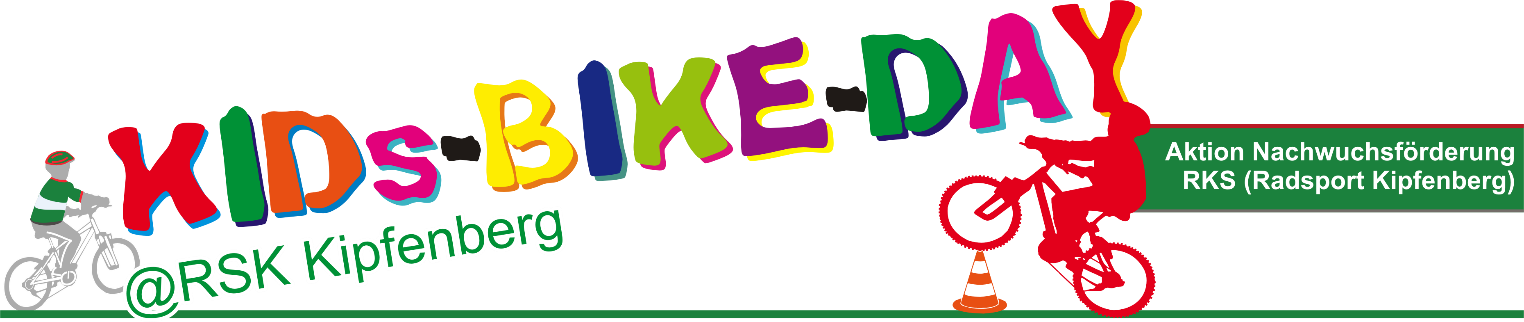 KIDS-BIKE-DAY
@RSK Kipfenberg
Aktion Nachwuchsförderung
RKS (Radsport Kipfenberg)